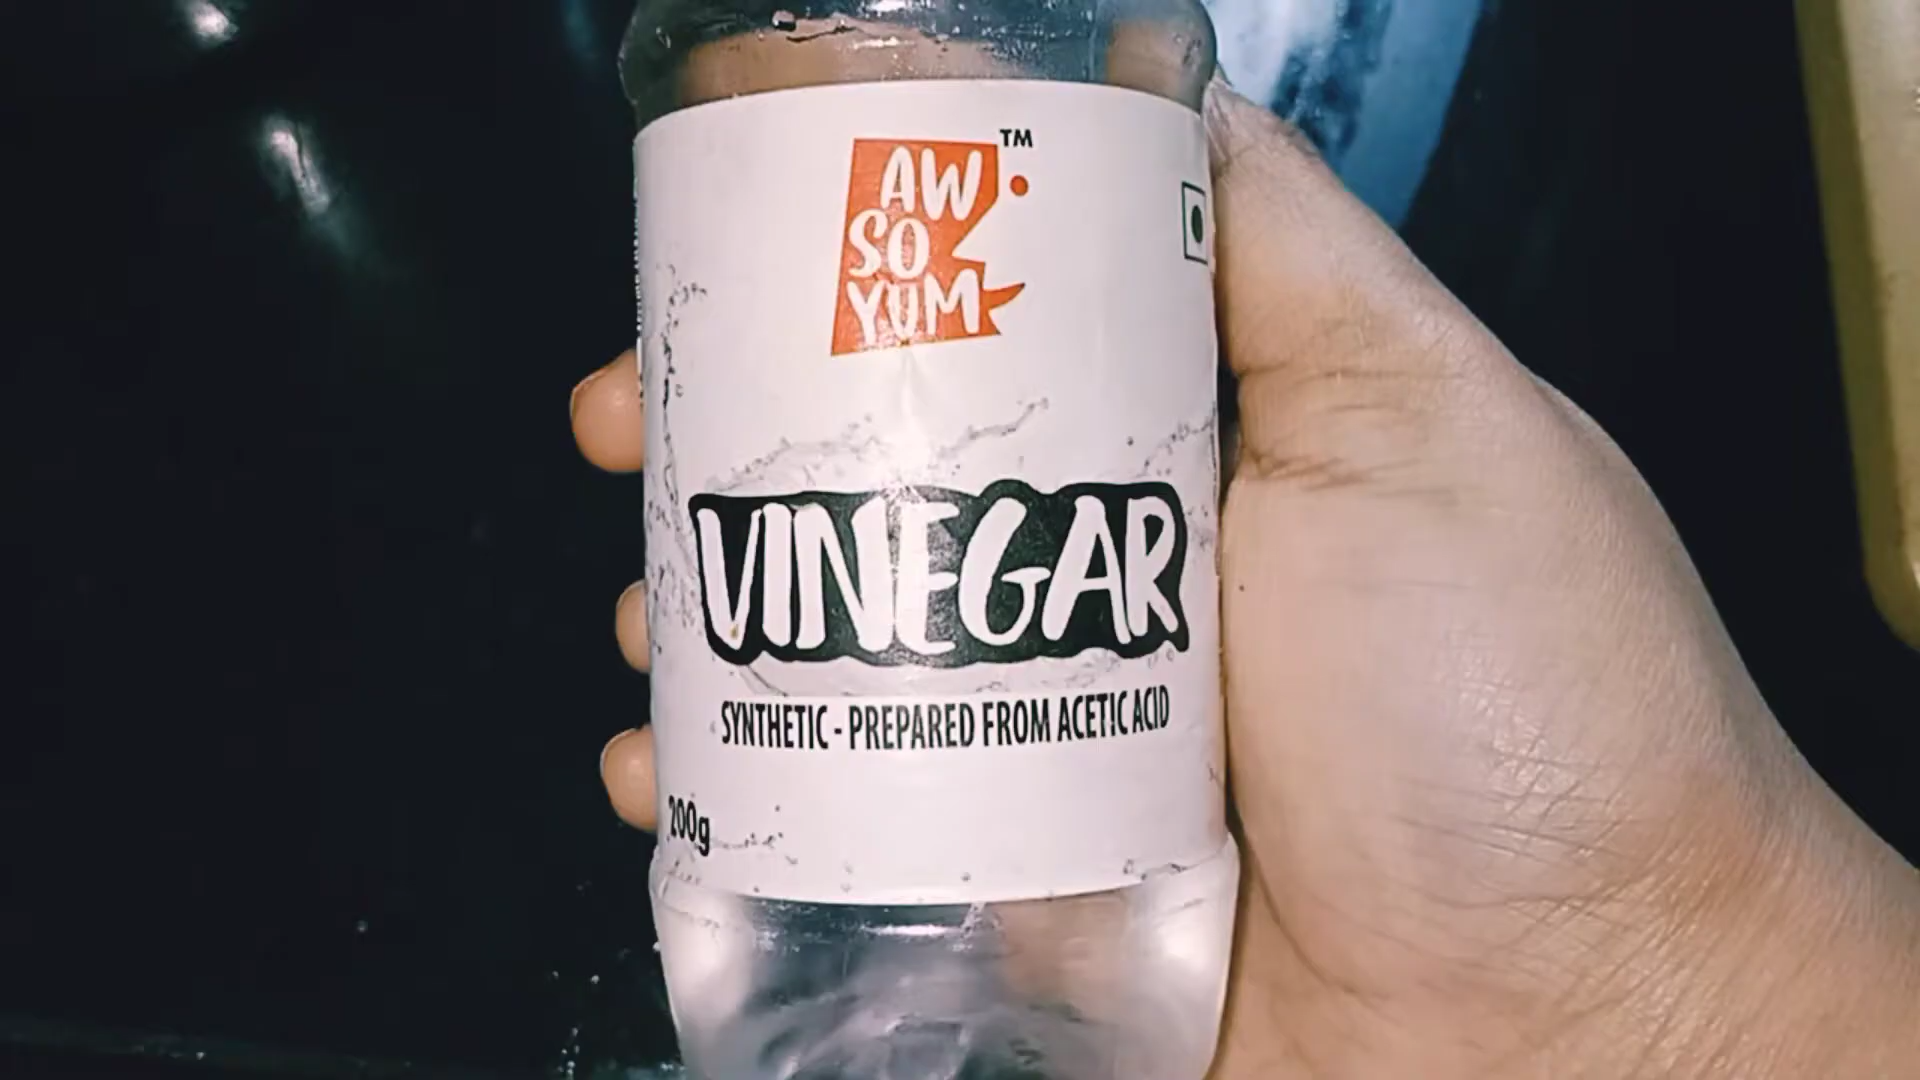 AW
SO
YUM
TM
VINEGAR
SYNTHETIC - PREPARED FROM ACETIC ACID
200g